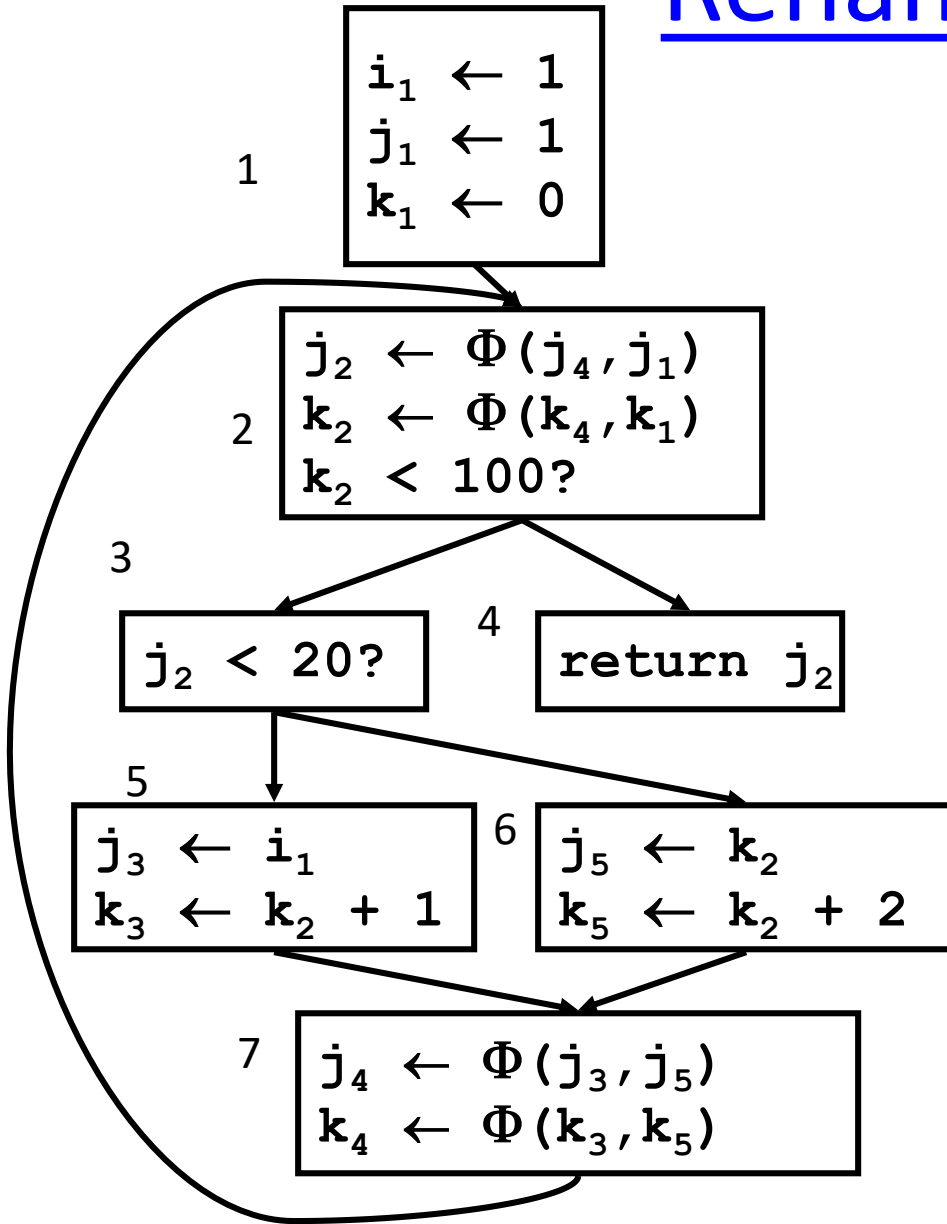 i₁ ← 1
j₁ ← 1
k₁ ← 0
1
j₂ ← Φ(j₄,j₁)
k₂ ← Φ(k₄,k₁)
k₂ < 100?
2
3
j₂ < 20?
4
return j₂
5
j₃ ← i₁
k₃ ← k₂ + 1
6
j₅ ← k₂
k₅ ← k₂ + 2
7
j₄ ← Φ(j₃,j₅)
k₄ ← Φ(k₃,k₅)